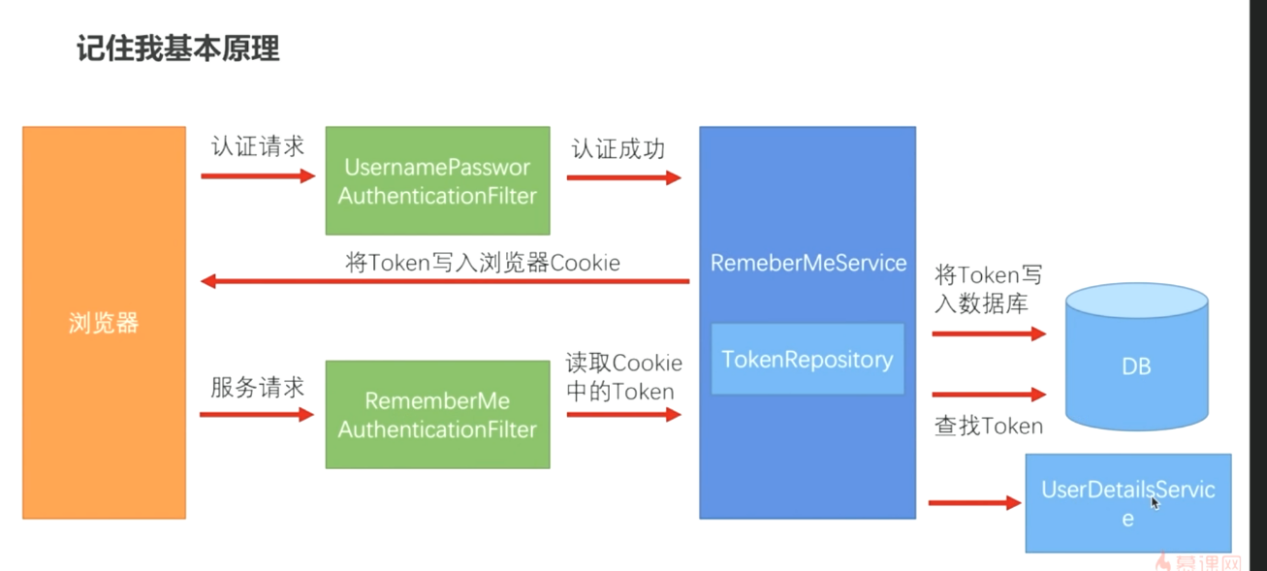 记住我基本原理
认证请求
UsernamePasswor
AuthenticationFilter
认证成功
将Token写入浏览器Cookie
RemeberMeService
将Token写
入数据库
浏览器
TokenRepository
DB
服务请求
RememberMe
AuthenticationFilter
读取Cookie
中的Token
查找Token
UserDetailsServic
e
慕课网